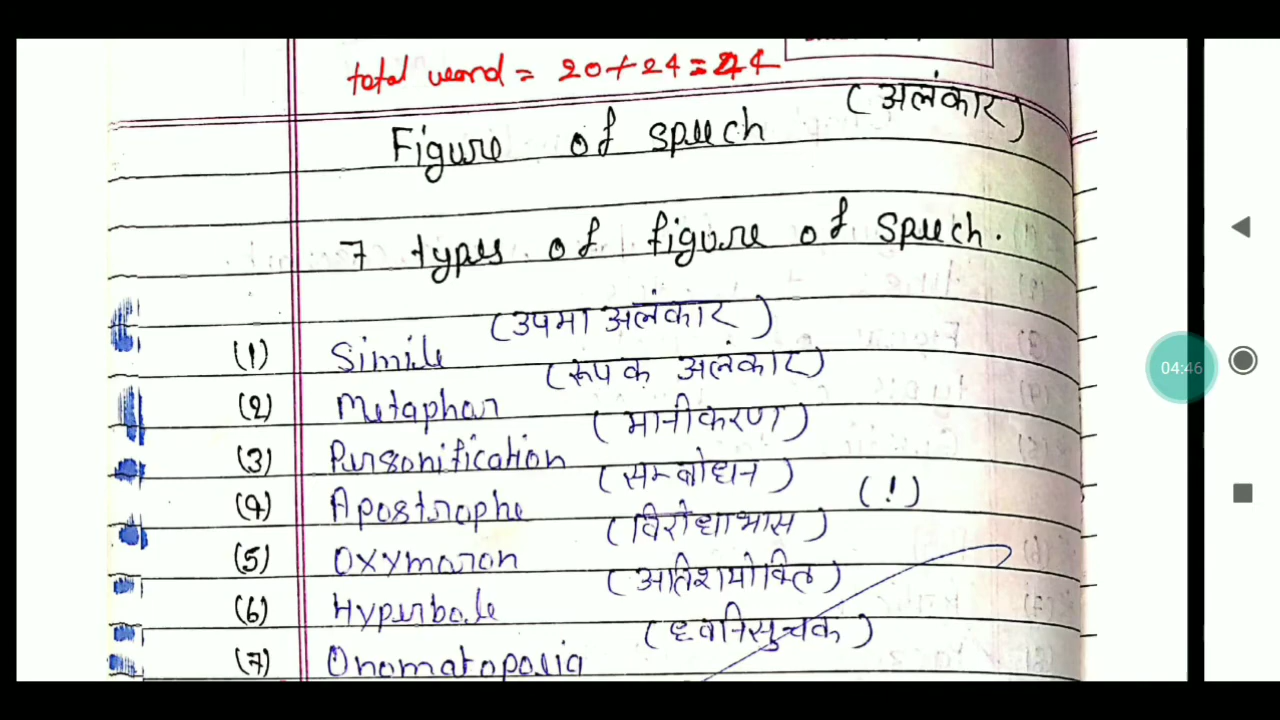 total word = 20+24=44
(अलंकार)
Figure of speech
7 types of figure of speech.
(उपमा अलंकार)
(1) Simile
(रूपक अलंकार)
(2) Metaphor
(मानीकरण)
(3) Personification
(सम्बोधन)
(4) Apostrophe (!)
(विरोधाभास)
(5) Oxymoron
(अतिशयोक्ति)
(6) Hyperbole
(ध्वनिसुचक)
(7) Onomatopoeia
04:46